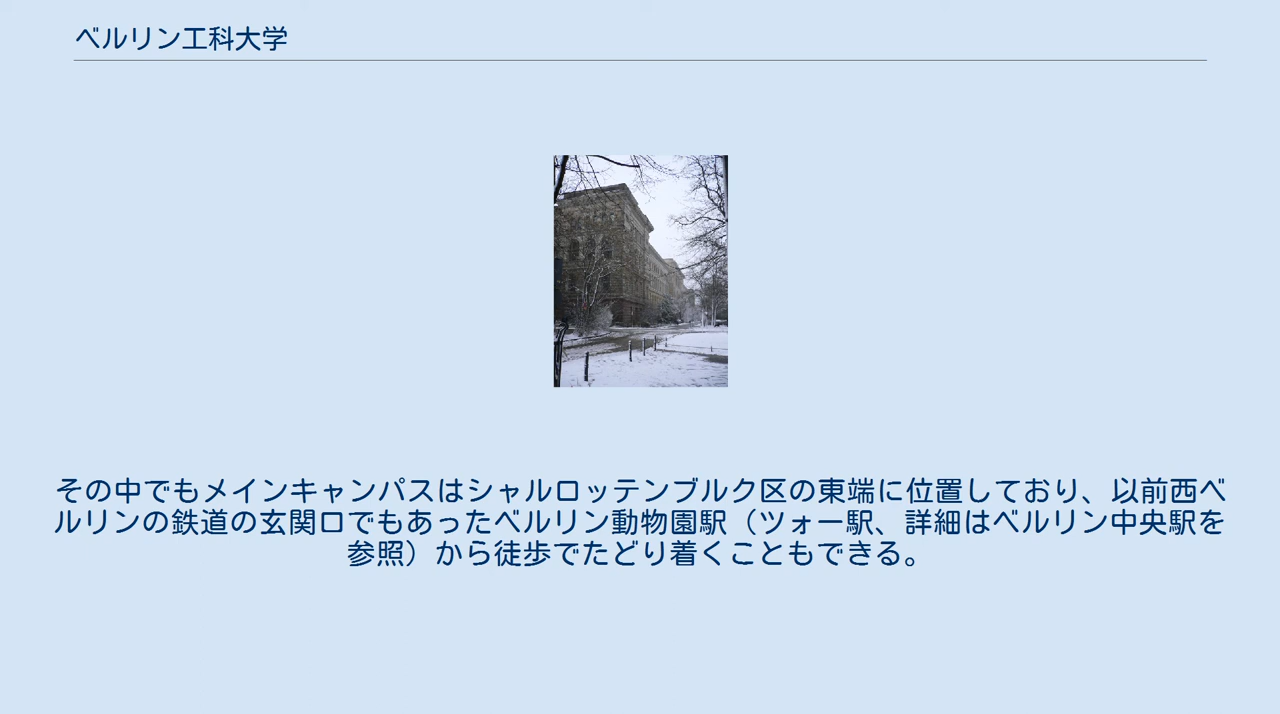 ベルリン工科大学
その中でもメインキャンパスはシャルロッテンブルク区の東端に位置しており、以前西ベ
ルリンの鉄道の玄関口でもあったベルリン動物園駅（ツォー駅、詳細はベルリン中央駅を
参照）から徒歩でたどり着くこともできる。